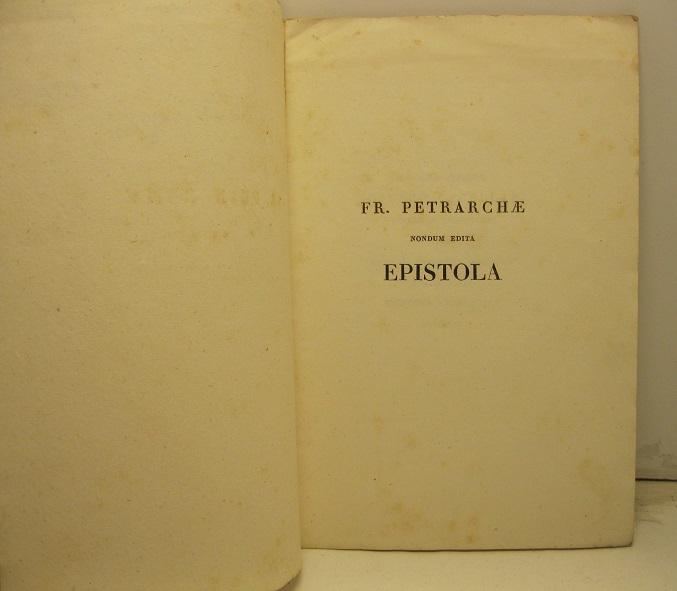 FR. PETRARCHÆ
NONDUM EDITA
EPISTOLA